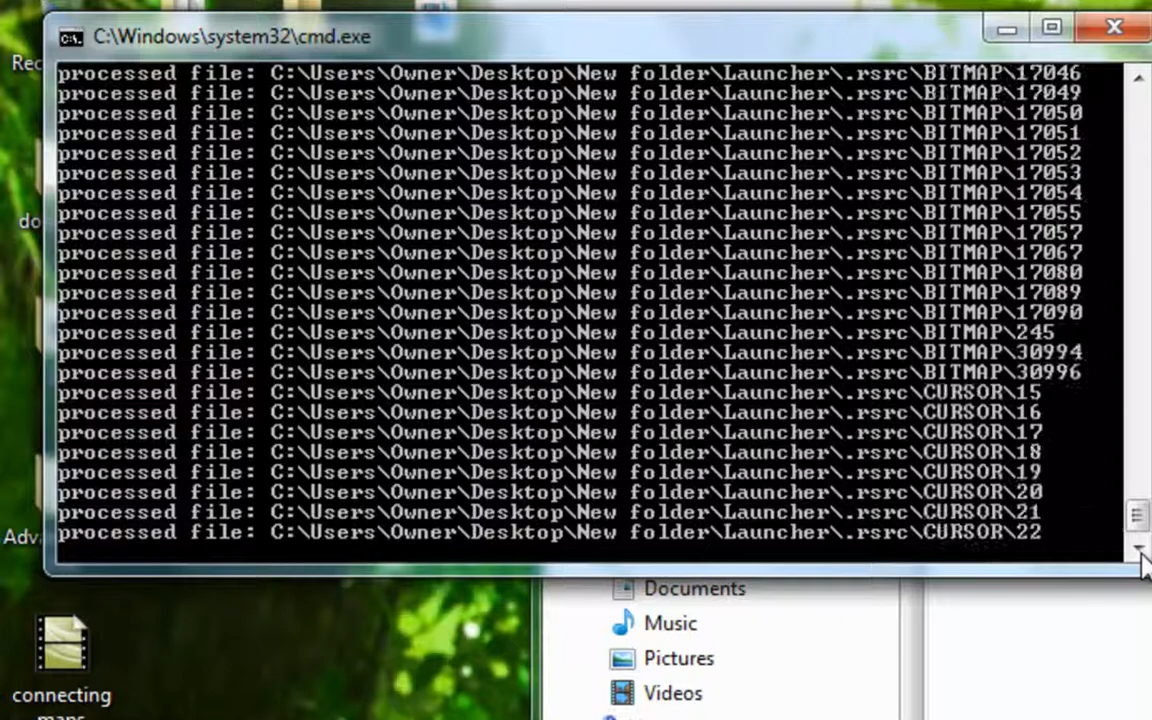 C:\Windows\system32\cmd.exe
Rec
processed file: C:\Users\Owner\Desktop\New folder\Launcher\.rsrc\BITMAP\17046
processed file: C:\Users\Owner\Desktop\New folder\Launcher\.rsrc\BITMAP\17049
processed file: C:\Users\Owner\Desktop\New folder\Launcher\.rsrc\BITMAP\17050
processed file: C:\Users\Owner\Desktop\New folder\Launcher\.rsrc\BITMAP\17051
processed file: C:\Users\Owner\Desktop\New folder\Launcher\.rsrc\BITMAP\17052
processed file: C:\Users\Owner\Desktop\New folder\Launcher\.rsrc\BITMAP\17053
processed file: C:\Users\Owner\Desktop\New folder\Launcher\.rsrc\BITMAP\17054
processed file: C:\Users\Owner\Desktop\New folder\Launcher\.rsrc\BITMAP\17055
do
processed file: C:\Users\Owner\Desktop\New folder\Launcher\.rsrc\BITMAP\17057
processed file: C:\Users\Owner\Desktop\New folder\Launcher\.rsrc\BITMAP\17067
processed file: C:\Users\Owner\Desktop\New folder\Launcher\.rsrc\BITMAP\17080
processed file: C:\Users\Owner\Desktop\New folder\Launcher\.rsrc\BITMAP\17089
processed file: C:\Users\Owner\Desktop\New folder\Launcher\.rsrc\BITMAP\17090
processed file: C:\Users\Owner\Desktop\New folder\Launcher\.rsrc\BITMAP\245
processed file: C:\Users\Owner\Desktop\New folder\Launcher\.rsrc\BITMAP\30994
processed file: C:\Users\Owner\Desktop\New folder\Launcher\.rsrc\BITMAP\30996
processed file: C:\Users\Owner\Desktop\New folder\Launcher\.rsrc\CURSOR\15
processed file: C:\Users\Owner\Desktop\New folder\Launcher\.rsrc\CURSOR\16
processed file: C:\Users\Owner\Desktop\New folder\Launcher\.rsrc\CURSOR\17
processed file: C:\Users\Owner\Desktop\New folder\Launcher\.rsrc\CURSOR\18
processed file: C:\Users\Owner\Desktop\New folder\Launcher\.rsrc\CURSOR\19
processed file: C:\Users\Owner\Desktop\New folder\Launcher\.rsrc\CURSOR\20
processed file: C:\Users\Owner\Desktop\New folder\Launcher\.rsrc\CURSOR\21
processed file: C:\Users\Owner\Desktop\New folder\Launcher\.rsrc\CURSOR\22
Adv
Documents
Music
Pictures
Videos
connecting
maps